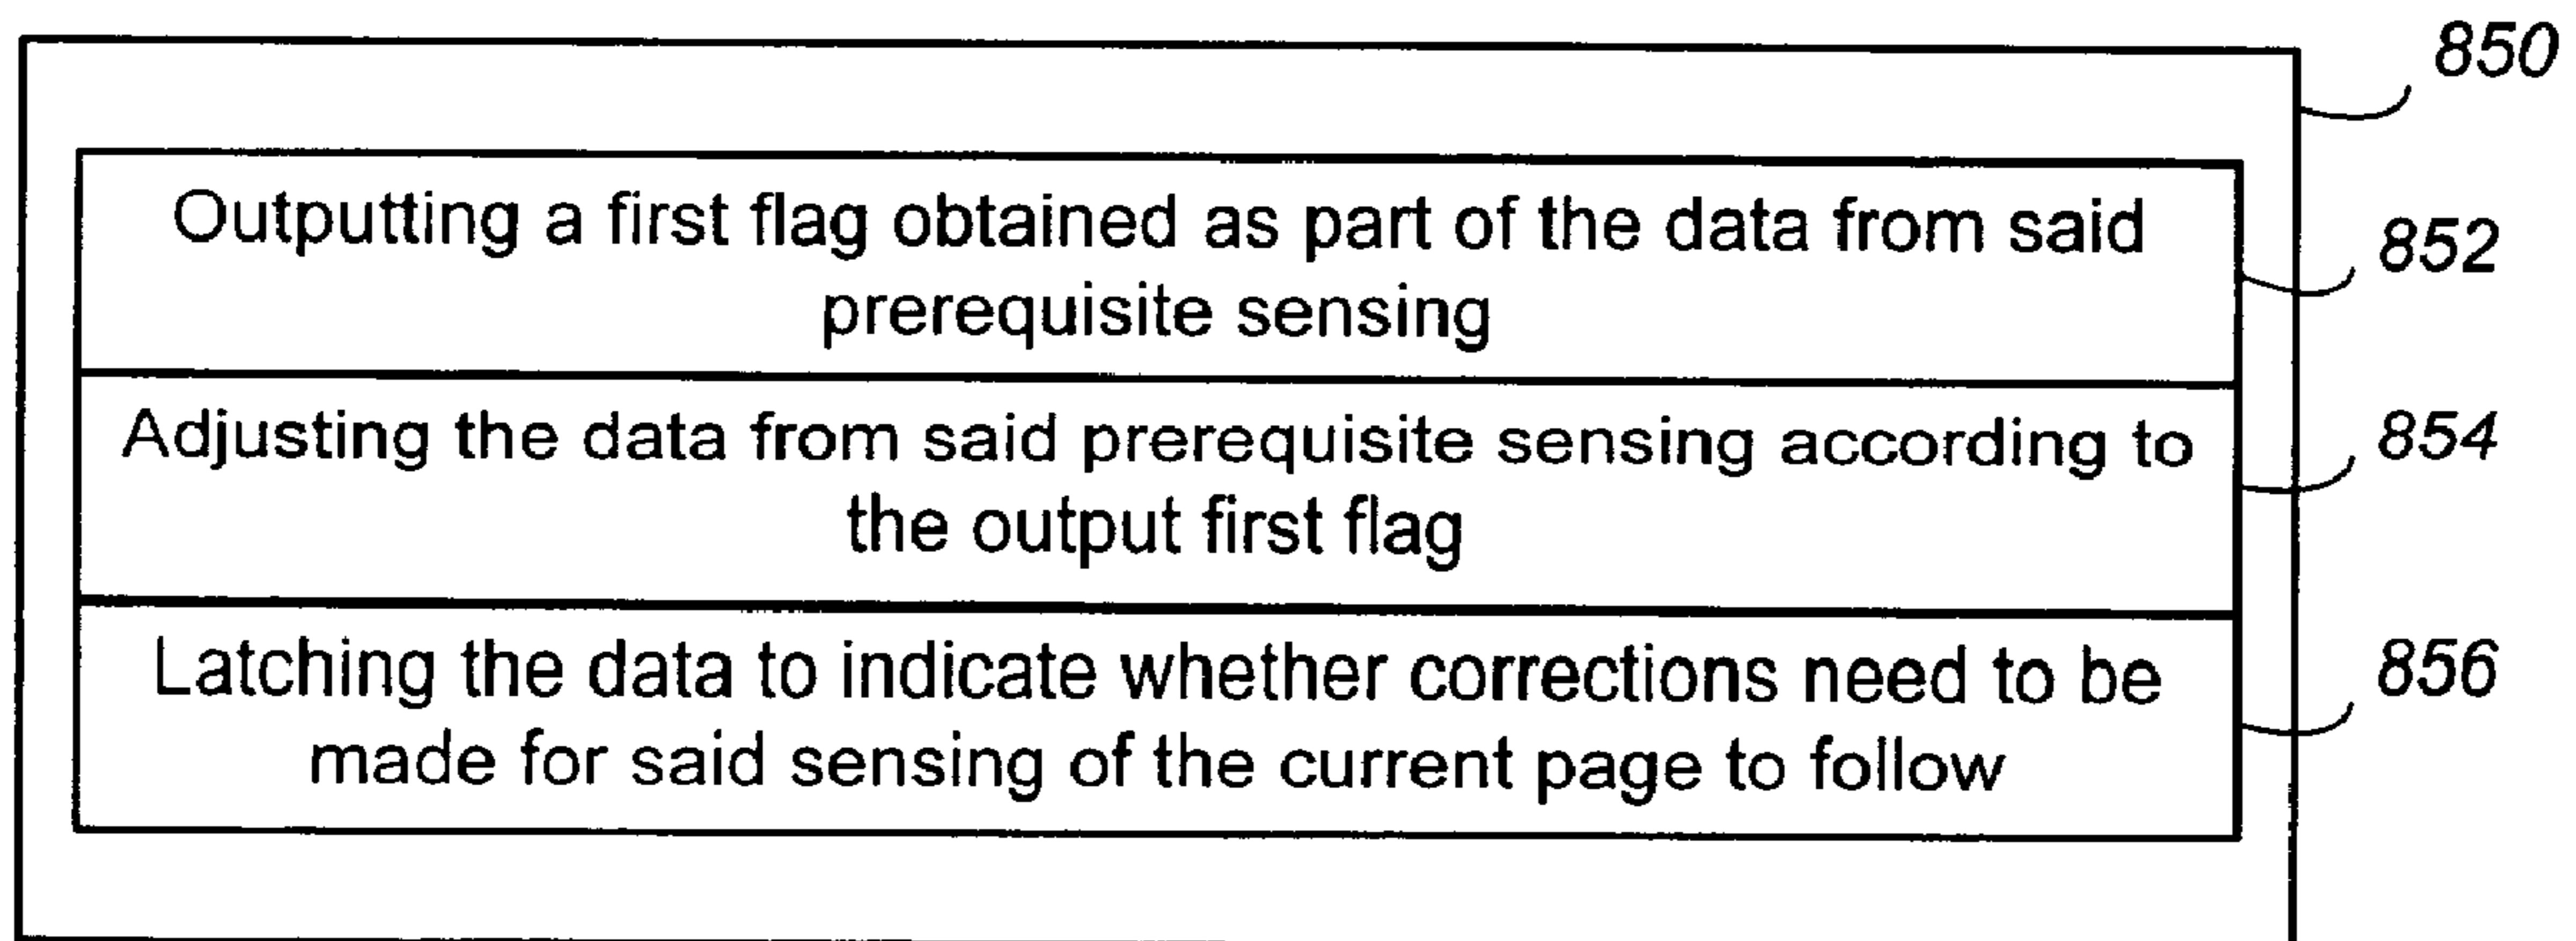 850
Outputting a first flag obtained as part of the data from said
prerequisite sensing
852
Adjusting the data from said prerequisite sensing according to
the output first flag
854
Latching the data to indicate whether corrections need to be
made for said sensing of the current page to follow
856